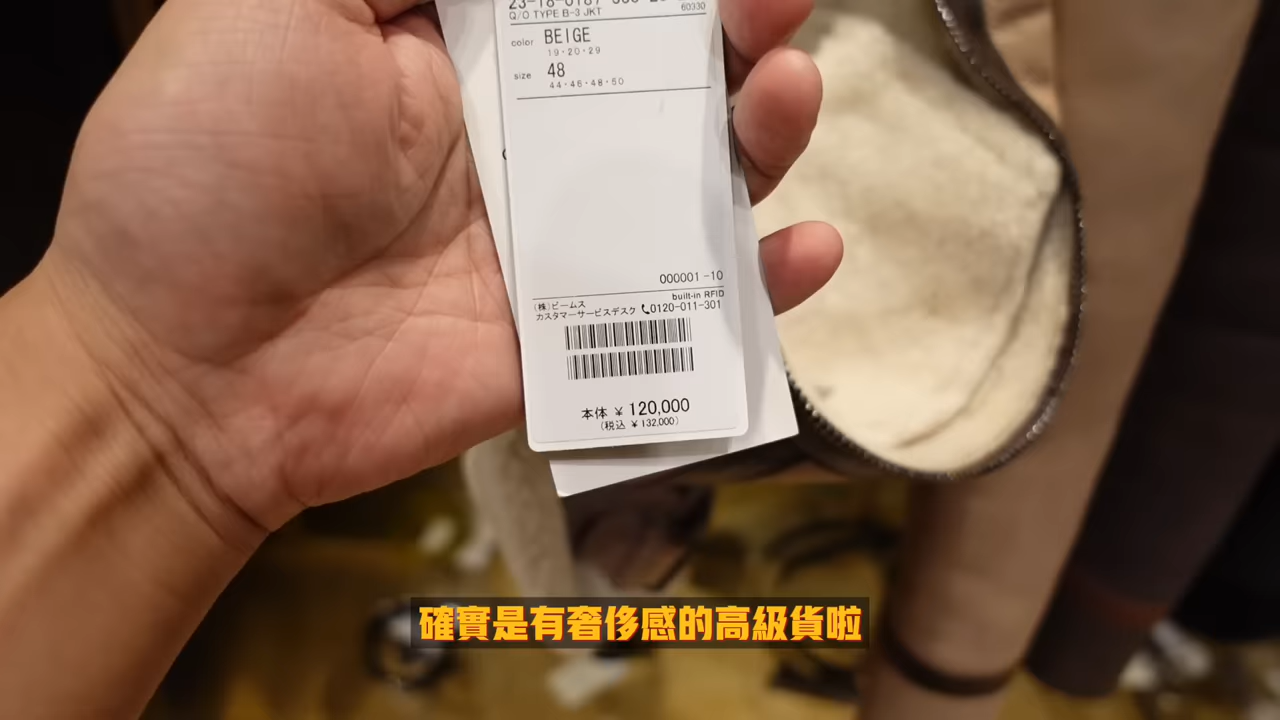 Q/O TYPE B-3 JKT
60330
color BEIGE
19・20・29
size 48
44・46・48・50
000001 -10
built-in RFID
(株)ビームス
カスタマーサービスデスク 0120-011-301
本体 ¥ 120,000
(税込 ¥ 132,000)
確實是有奢侈感的高級貨啦